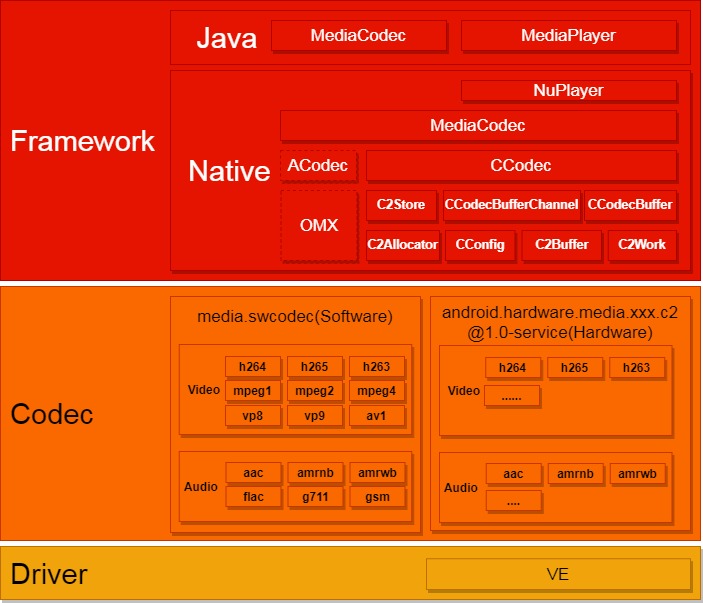 Framework
Java
MediaCodec
MediaPlayer
Native
NuPlayer
MediaCodec
ACodec
CCodec
OMX
C2Store
CCodecBufferChannel
CCodecBuffer
C2Allocator
CConfig
C2Buffer
C2Work
Codec
media.swcodec(Software)
Video
h264
h265
h263
mpeg1
mpeg2
mpeg4
vp8
vp9
av1
Audio
aac
amrnb
amrwb
flac
g711
gsm
android.hardware.media.xxx.c2
@1.0-service(Hardware)
Video
h264
h265
h263
......
Audio
aac
amrnb
amrwb
....
Driver
VE